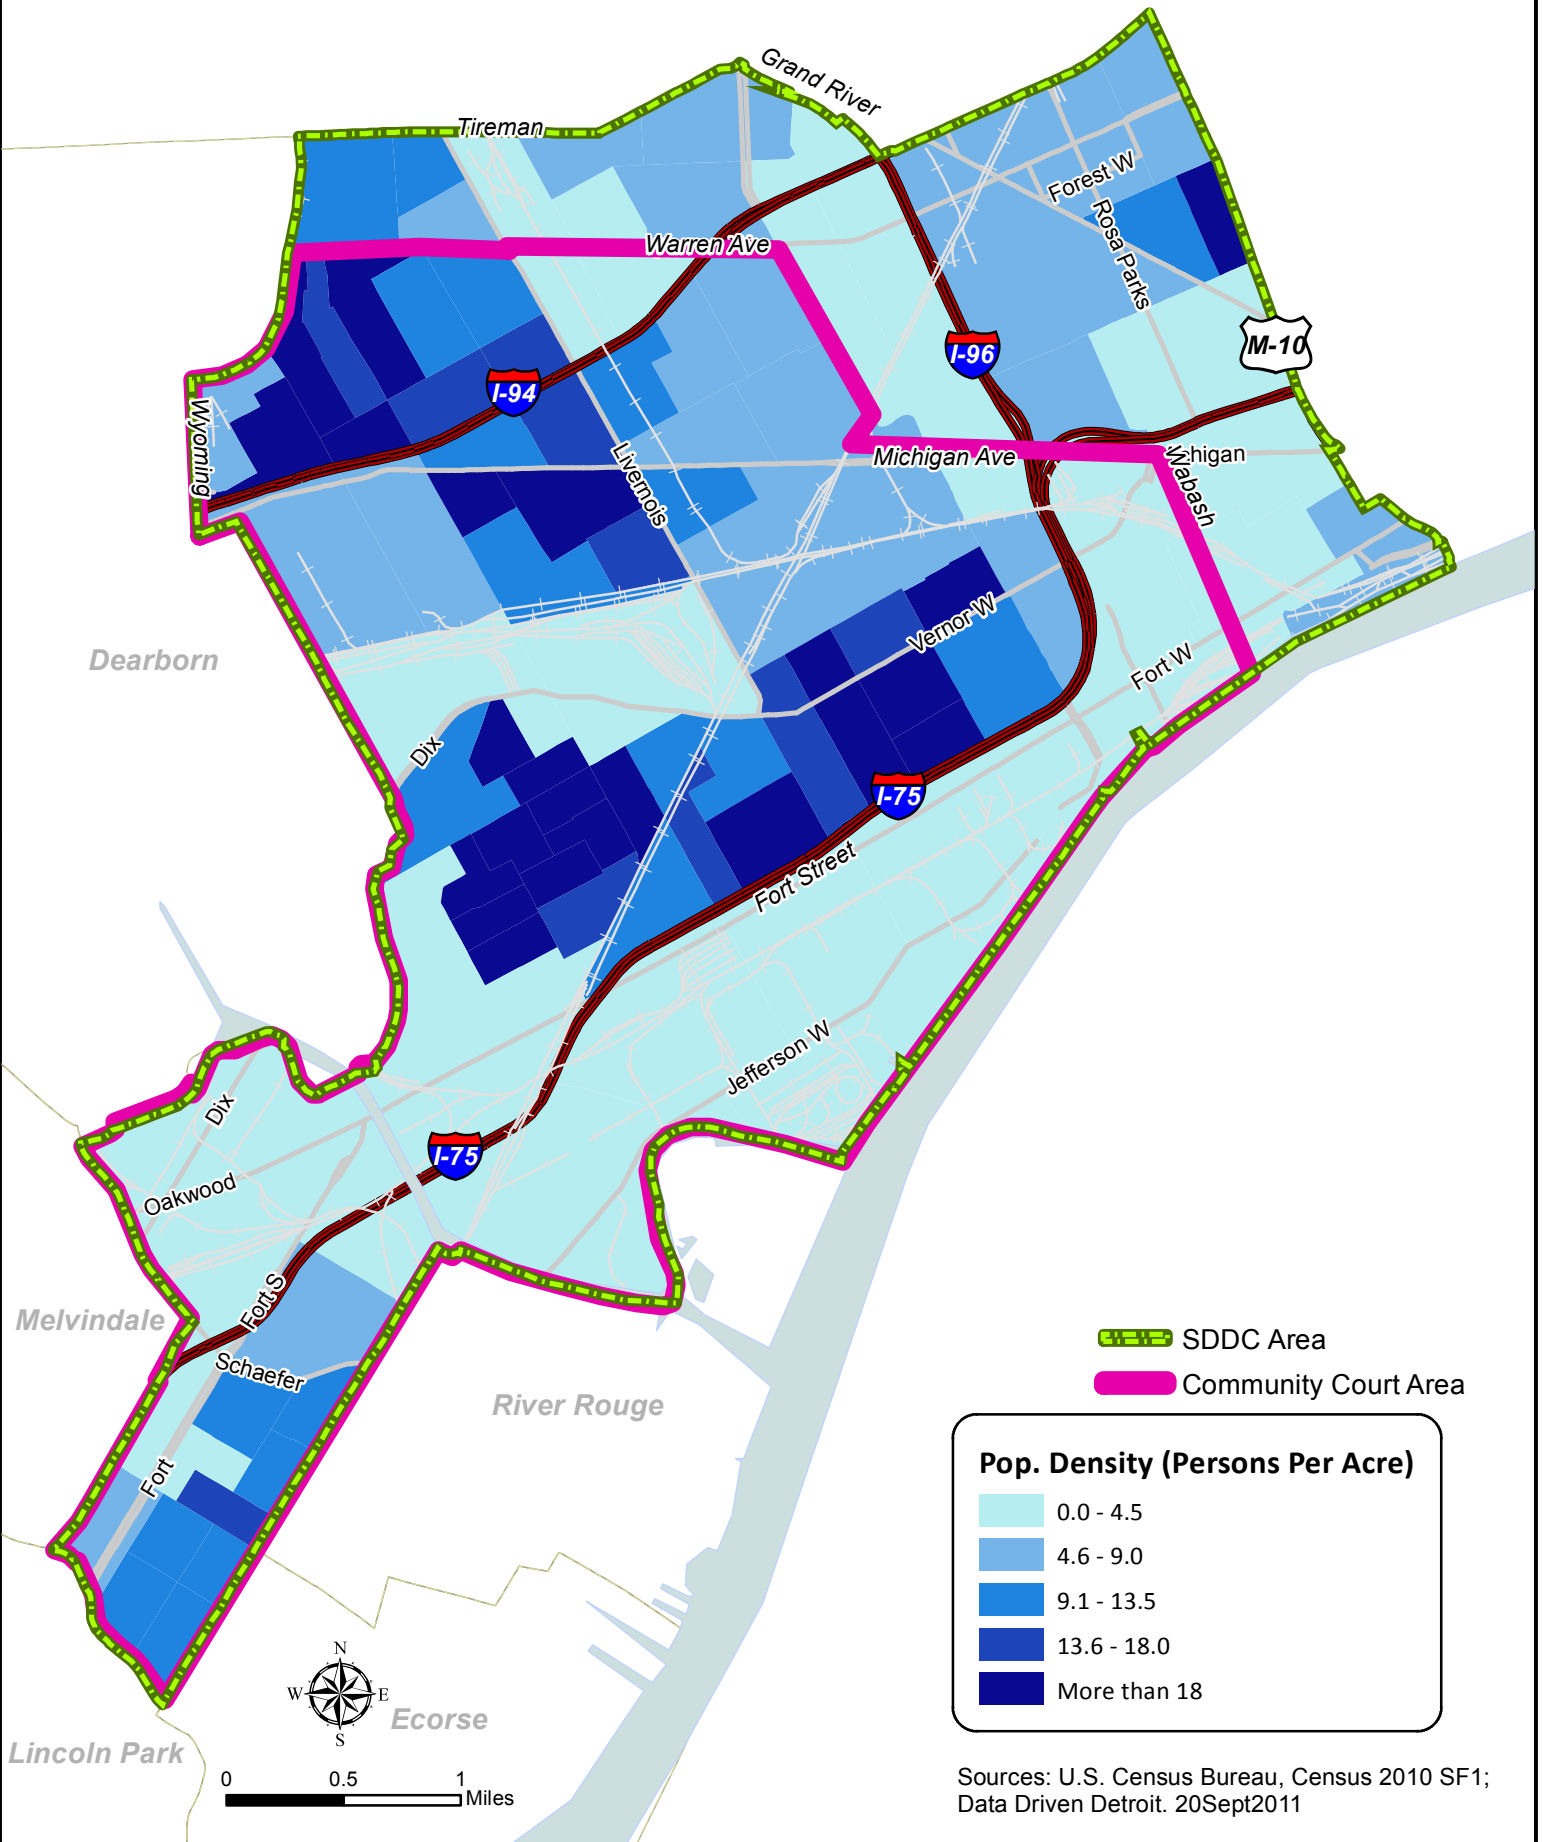 Grand River
Tireman
Forest W
Rosa Parks
Warren Ave
M-10
I-96
I-94
Wyoming
Livernois
Michigan Ave
chigan
Wabash
Vernor W
Dearborn
Fort W
Dix
I-75
Fort Street
Jefferson W
Dix
I-75
Oakwood
Fort S
Melvindale
Schaefer
River Rouge
Fort
SDDC Area
Community Court Area
Pop. Density (Persons Per Acre)
0.0 - 4.5
4.6 - 9.0
9.1 - 13.5
13.6 - 18.0
More than 18
N
W E
S
Ecorse
Lincoln Park
0 0.5 1
Miles
Sources: U.S. Census Bureau, Census 2010 SF1;
Data Driven Detroit. 20Sept2011